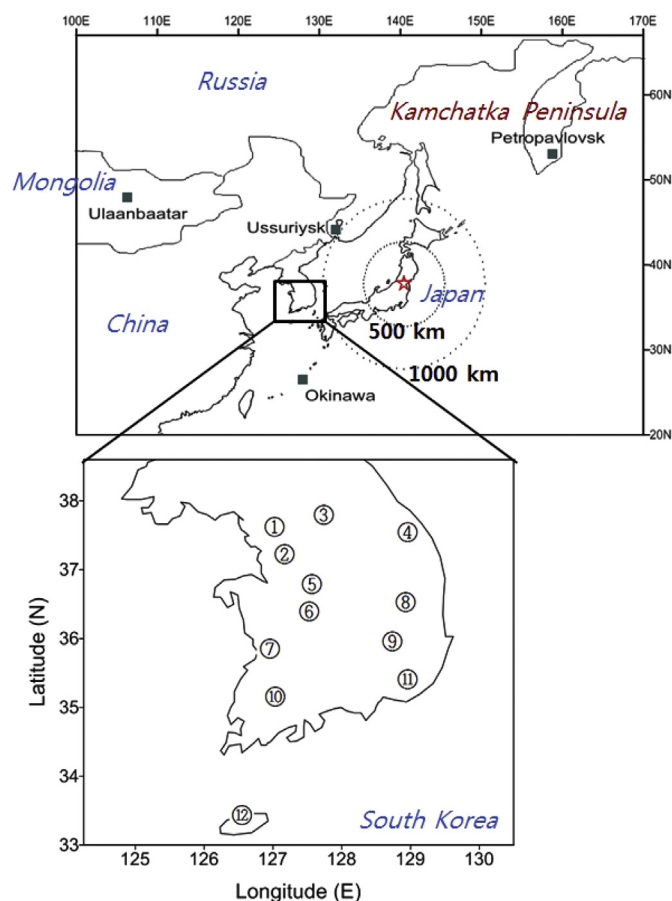 100E 110E 120E 130E 140E 150E 160E 170E
Russia
60N
Kamchatka Peninsula
Petropavlovsk
50N
Mongolia
Ulaanbaatar
Ussuriysk
40N
Japan
China
500 km
30N
1000 km
Okinawa
20N
38
③
① ④
②
37
⑤
⑧
⑥
36
⑨
⑦
⑪
⑩
35
34
⑫
South Korea
33
Latitude (N)
125 126 127 128 129 130
Longitude (E)